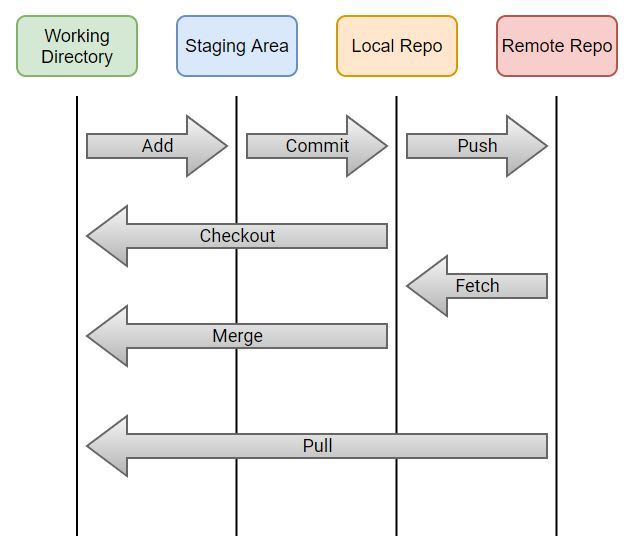 Working
Directory
Staging Area
Local Repo
Remote Repo
Add
Commit
Push
Checkout
Fetch
Merge
Pull